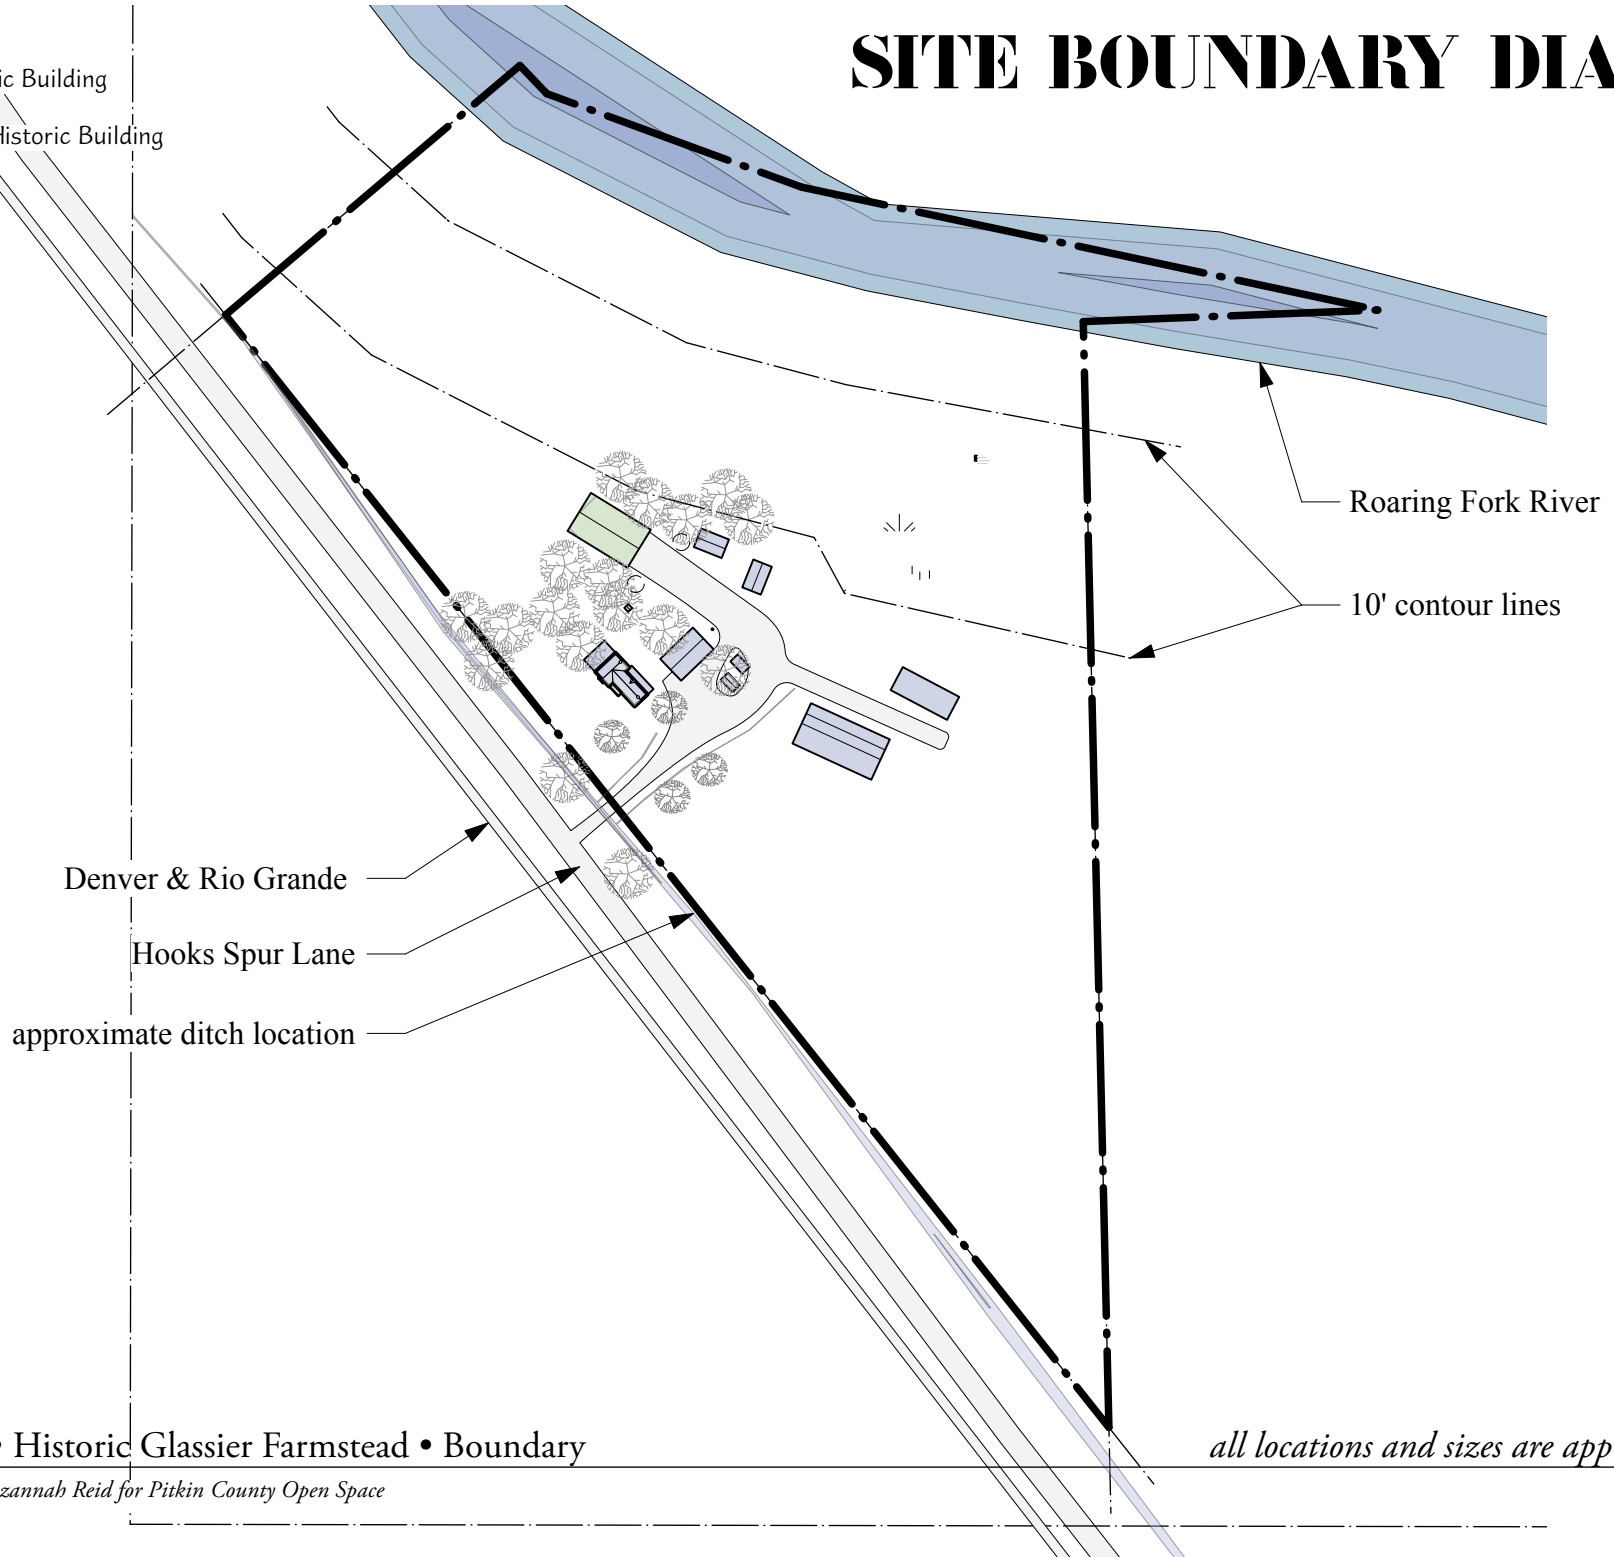 SITE BOUNDARY DIA
ic Building
Historic Building
Roaring Fork River
10' contour lines
Denver & Rio Grande
Hooks Spur Lane
approximate ditch location
• Historic Glassier Farmstead • Boundary
all locations and sizes are app
zannah Reid for Pitkin County Open Space